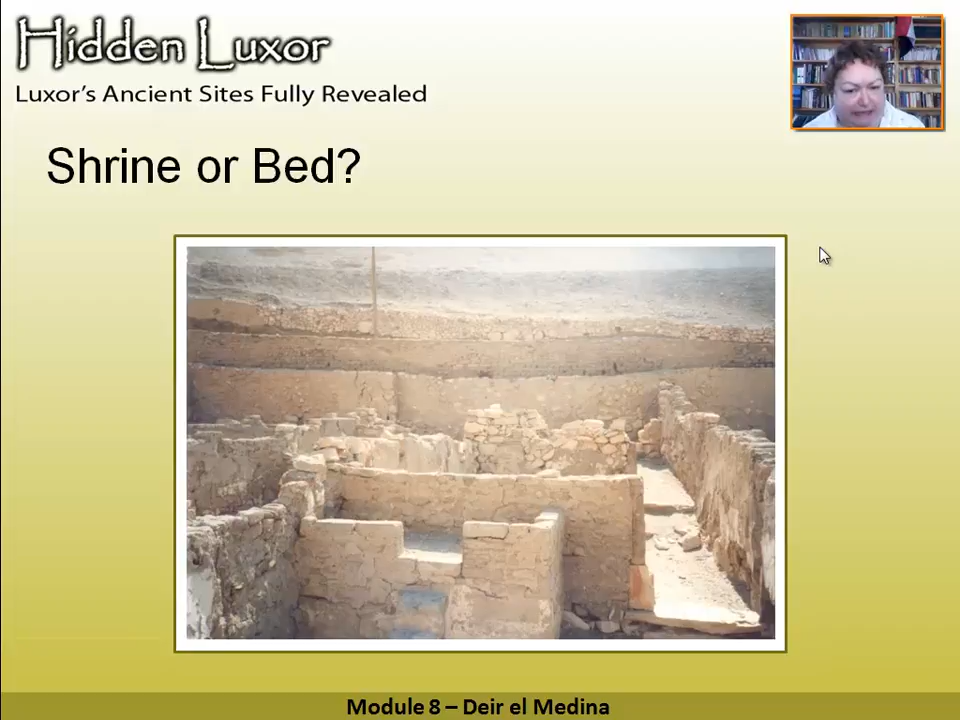 Hidden Luxor
Luxor's Ancient Sites Fully Revealed
Shrine or Bed?
Module 8 – Deir el Medina